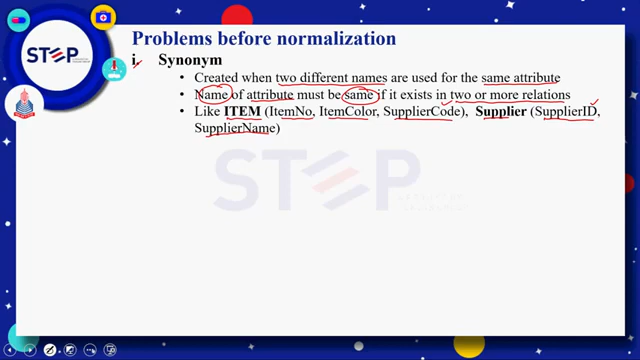 STEP
Problems before normalization
i. Synonym
• Created when two different names are used for the same attribute
• Name of attribute must be same if it exists in two or more relations
• Like ITEM (ItemNo, ItemColor, SupplierCode), Supplier (SupplierID,
SupplierName)
STEP